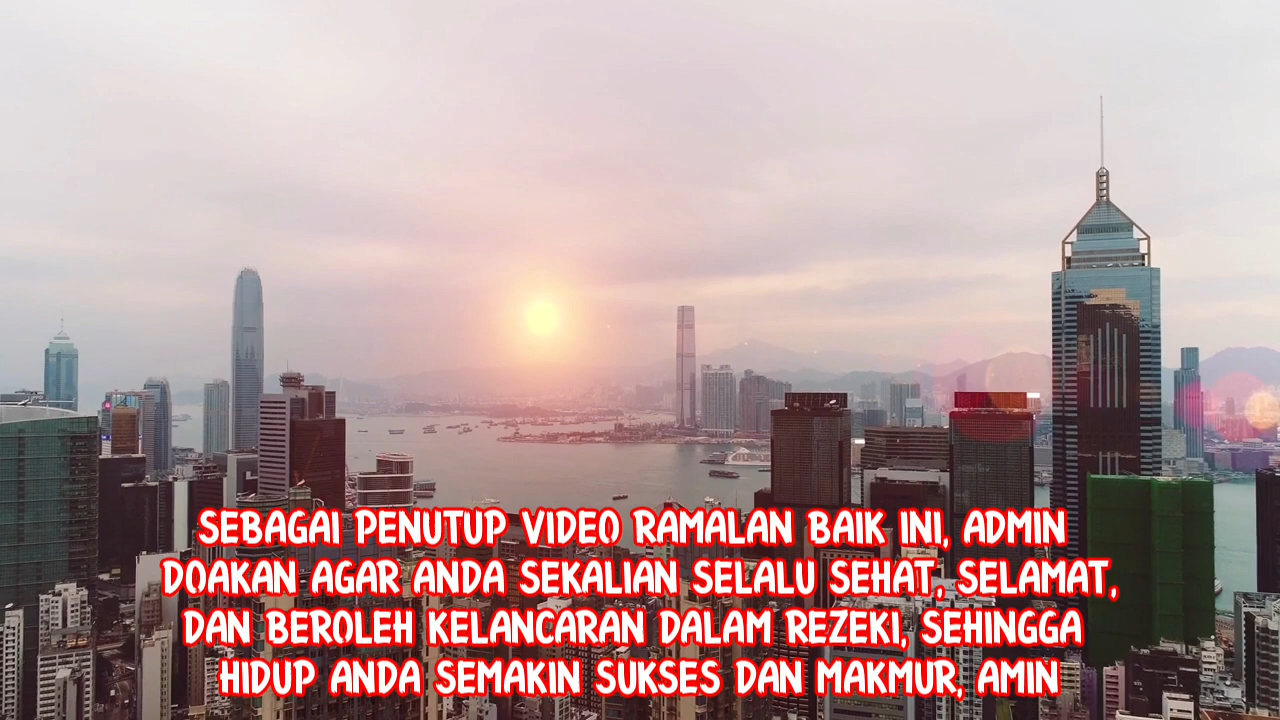 SEBAGAI PENUTUP VIDEO RAMALAN BAIK INI, ADMIN
DOAKAN AGAR ANDA SEKALIAN SELALU SEHAT, SELAMAT,
DAN BEROLEH KELANCARAN DALAM REZEKI, SEHINGGA
HIDUP ANDA SEMAKIN SUKSES DAN MAKMUR, AMIN